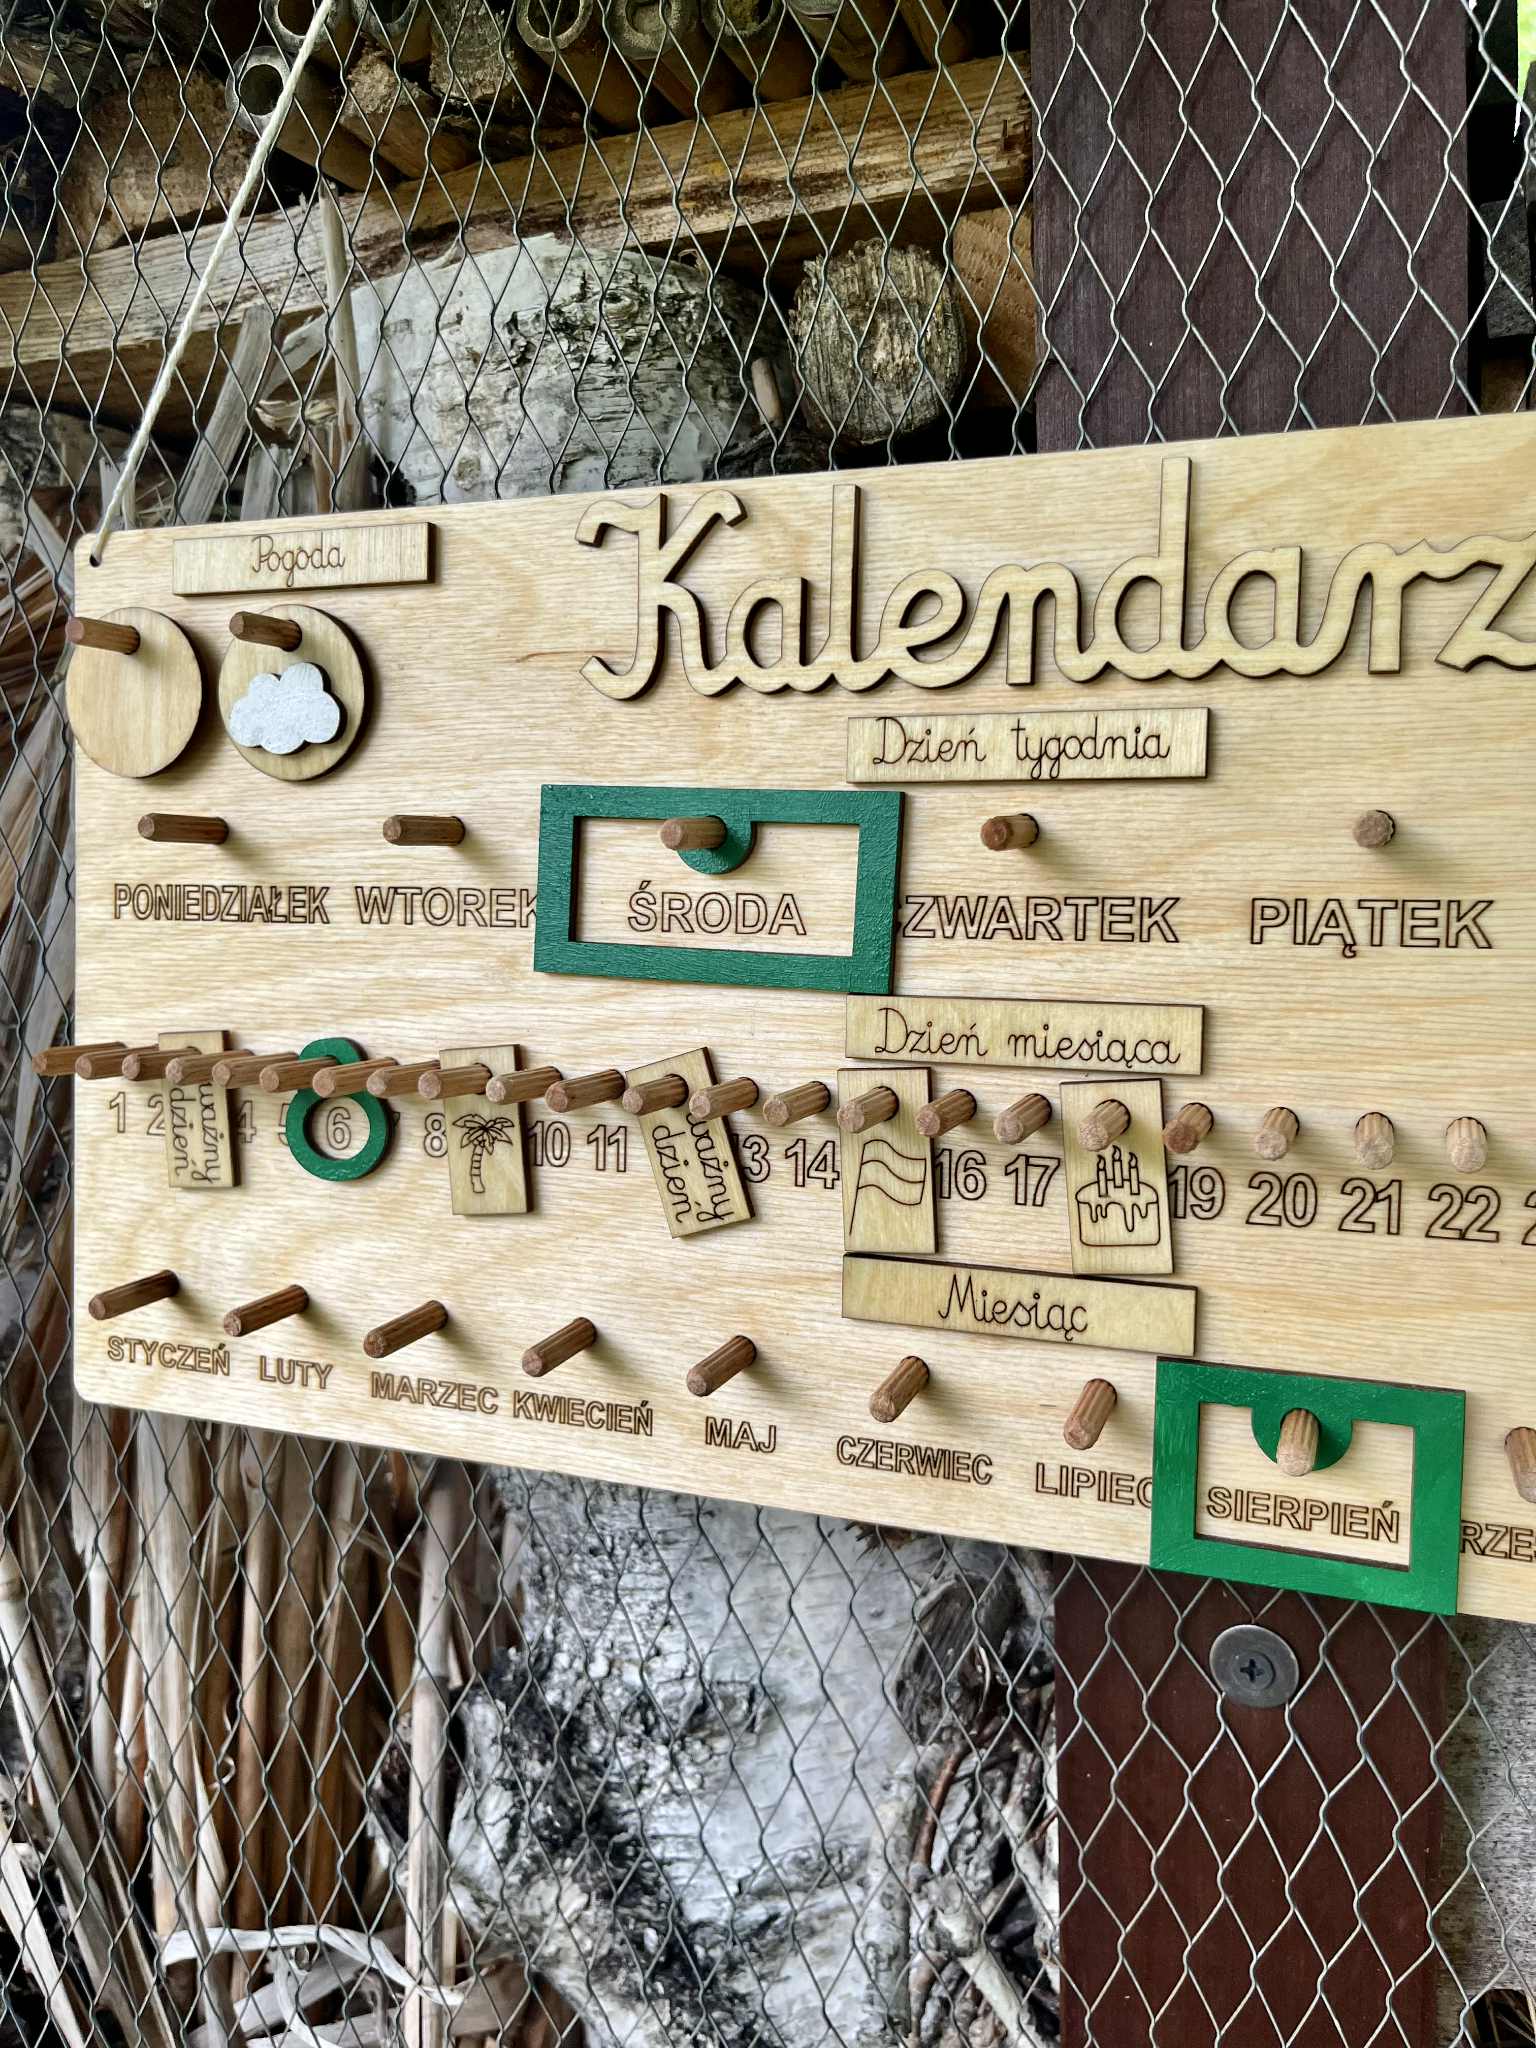 Pogoda
Kalendarz
Dzień tygodnia
PONIEDZIAŁEK WTOREK ŚRODA CZWARTEK PIĄTEK
Dzień miesiąca
1 2 ważny dzień 4 5 6 7 8 10 11 ważny dzień 13 14 16 17 19 20 21 22
Miesiąc
STYCZEŃ LUTY MARZEC KWIECIEŃ MAJ CZERWIEC LIPIEC SIERPIEŃ RZES